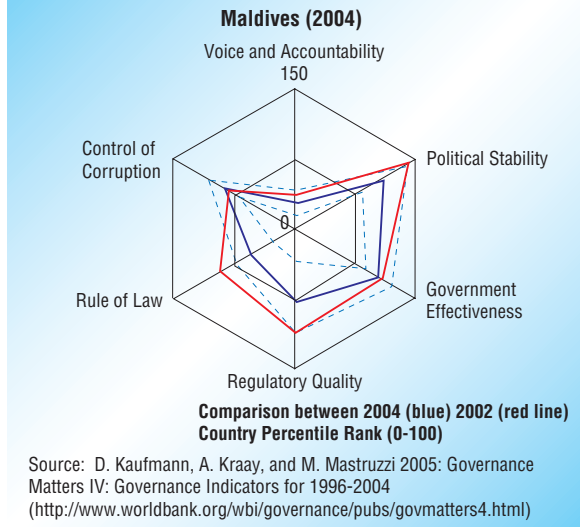 Maldives (2004)
Voice and Accountability
150
Control of
Corruption
Political Stability
0
Rule of Law
Government
Effectiveness
Regulatory Quality
Comparison between 2004 (blue) 2002 (red line)
Country Percentile Rank (0-100)
Source:  D. Kaufmann, A. Kraay, and M. Mastruzzi 2005: Governance
Matters IV: Governance Indicators for 1996-2004
(http://www.worldbank.org/wbi/governance/pubs/govmatters4.html)